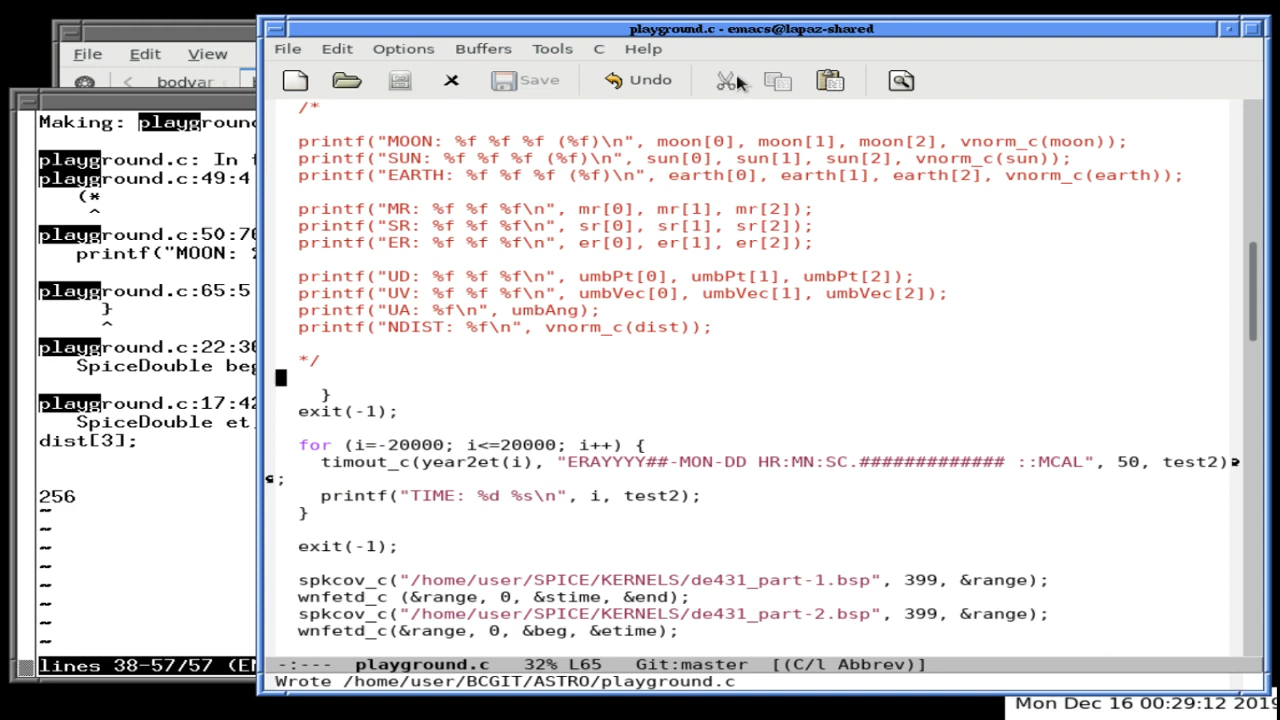 playground.c - emacs@lapaz-shared
File Edit View
File Edit Options Buffers Tools C Help
bodyvar
Save Undo
Making: playground
playground.c: In
playground.c:49:4
(*
^
playground.c:50:
printf("MOON:
playground.c:65:5
}
^
playground.c:22:3
SpiceDouble beg
playground.c:17:42
SpiceDouble et
dist[3];
256
~
~
~
~
~
~
~
~
lines 38-57/57
/*
printf("MOON: %f %f %f (%f)\n", moon[0], moon[1], moon[2], vnorm_c(moon));
printf("SUN: %f %f %f (%f)\n", sun[0], sun[1], sun[2], vnorm_c(sun));
printf("EARTH: %f %f %f (%f)\n", earth[0], earth[1], earth[2], vnorm_c(earth));
printf("MR: %f %f %f\n", mr[0], mr[1], mr[2]);
printf("SR: %f %f %f\n", sr[0], sr[1], sr[2]);
printf("ER: %f %f %f\n", er[0], er[1], er[2]);
printf("UD: %f %f %f\n", umbPt[0], umbPt[1], umbPt[2]);
printf("UV: %f %f %f\n", umbVec[0], umbVec[1], umbVec[2]);
printf("UA: %f\n", umbAng);
printf("NDIST: %f\n", vnorm_c(dist));
*/
}
exit(-1);
for (i=-20000; i<=20000; i++) {
timout_c(year2et(i), "ERAYYYY##-MON-DD HR:MN:SC.############# ::MCAL", 50, test2)
;
printf("TIME: %d %s\n", i, test2);
}
exit(-1);
spkcov_c("/home/user/SPICE/KERNELS/de431_part-1.bsp", 399, &range);
wnfetd_c (&range, 0, &stime, &end);
spkcov_c("/home/user/SPICE/KERNELS/de431_part-2.bsp", 399, &range);
wnfetd_c(&range, 0, &beg, &etime);
-:--- playground.c 32% L65 Git:master [(C/l Abbrev)]
Wrote /home/user/BCGIT/ASTRO/playground.c
Mon Dec 16 00:29:12 2019